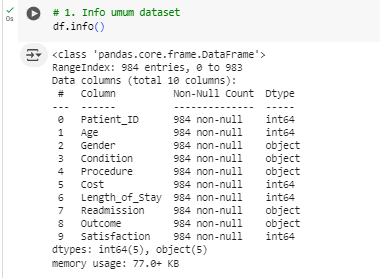 # 1. Info umum dataset
df.info()
0s
<class 'pandas.core.frame.DataFrame'>
RangeIndex: 984 entries, 0 to 983
Data columns (total 10 columns):
 #   Column          Non-Null Count  Dtype
---  ------          --------------  -----
 0   Patient_ID      984 non-null    int64
 1   Age             984 non-null    int64
 2   Gender          984 non-null    object
 3   Condition       984 non-null    object
 4   Procedure       984 non-null    object
 5   Cost            984 non-null    int64
 6   Length_of_Stay  984 non-null    int64
 7   Readmission     984 non-null    object
 8   Outcome         984 non-null    object
 9   Satisfaction    984 non-null    int64
dtypes: int64(5), object(5)
memory usage: 77.0+ KB